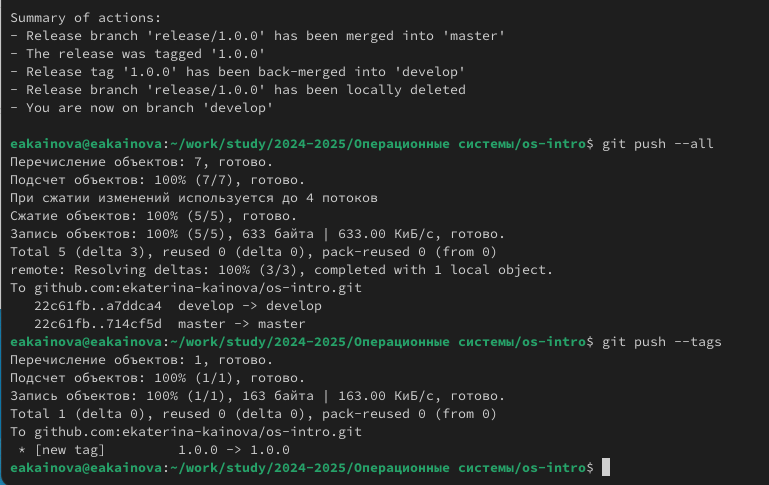 Summary of actions:
- Release branch 'release/1.0.0' has been merged into 'master'
- The release was tagged '1.0.0'
- Release tag '1.0.0' has been back-merged into 'develop'
- Release branch 'release/1.0.0' has been locally deleted
- You are now on branch 'develop'
eakainova@eakainova:~/work/study/2024-2025/Операционные системы/os-intro$ git push --all
Перечисление объектов: 7, готово.
Подсчет объектов: 100% (7/7), готово.
При сжатии изменений используется до 4 потоков
Сжатие объектов: 100% (5/5), готово.
Запись объектов: 100% (5/5), 633 байта | 633.00 КиБ/с, готово.
Total 5 (delta 3), reused 0 (delta 0), pack-reused 0 (from 0)
remote: Resolving deltas: 100% (3/3), completed with 1 local object.
To github.com:ekaterina-kainova/os-intro.git
   22c61fb..a7ddca4  develop -> develop
   22c61fb..714cf5d  master -> master
eakainova@eakainova:~/work/study/2024-2025/Операционные системы/os-intro$ git push --tags
Перечисление объектов: 1, готово.
Подсчет объектов: 100% (1/1), готово.
Запись объектов: 100% (1/1), 163 байта | 163.00 КиБ/с, готово.
Total 1 (delta 0), reused 0 (delta 0), pack-reused 0 (from 0)
To github.com:ekaterina-kainova/os-intro.git
 * [new tag]         1.0.0 -> 1.0.0
eakainova@eakainova:~/work/study/2024-2025/Операционные системы/os-intro$